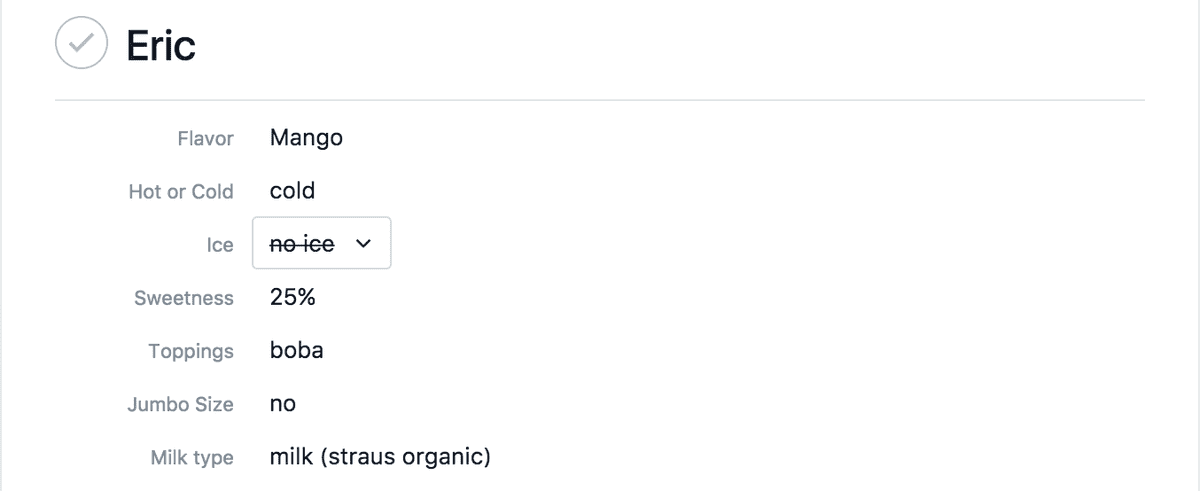 Eric
Flavor Mango
Hot or Cold cold
Ice no ice
Sweetness 25%
Toppings boba
Jumbo Size no
Milk type milk (straus organic)